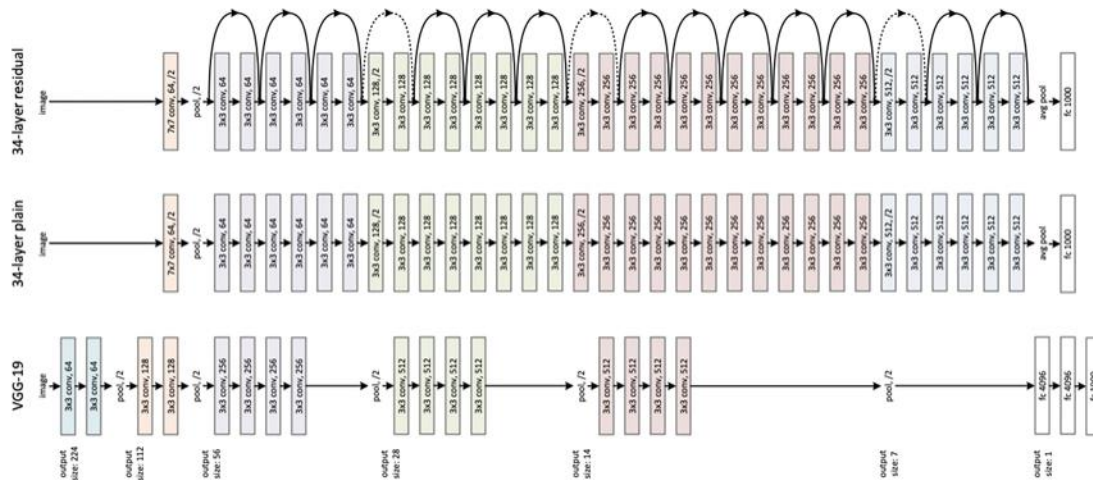 34-layer residual
image
7x7 conv, 64, /2
pool, /2
3x3 conv, 64
3x3 conv, 64
3x3 conv, 64
3x3 conv, 64
3x3 conv, 64
3x3 conv, 64
3x3 conv, 128, /2
3x3 conv, 128
3x3 conv, 128
3x3 conv, 128
3x3 conv, 128
3x3 conv, 128
3x3 conv, 128
3x3 conv, 128
3x3 conv, 256, /2
3x3 conv, 256
3x3 conv, 256
3x3 conv, 256
3x3 conv, 256
3x3 conv, 256
3x3 conv, 256
3x3 conv, 256
3x3 conv, 256
3x3 conv, 256
3x3 conv, 256
3x3 conv, 256
3x3 conv, 512, /2
3x3 conv, 512
3x3 conv, 512
3x3 conv, 512
3x3 conv, 512
3x3 conv, 512
avg pool
fc 1000
34-layer plain
image
7x7 conv, 64, /2
pool, /2
3x3 conv, 64
3x3 conv, 64
3x3 conv, 64
3x3 conv, 64
3x3 conv, 64
3x3 conv, 64
3x3 conv, 128, /2
3x3 conv, 128
3x3 conv, 128
3x3 conv, 128
3x3 conv, 128
3x3 conv, 128
3x3 conv, 128
3x3 conv, 128
3x3 conv, 256, /2
3x3 conv, 256
3x3 conv, 256
3x3 conv, 256
3x3 conv, 256
3x3 conv, 256
3x3 conv, 256
3x3 conv, 256
3x3 conv, 256
3x3 conv, 256
3x3 conv, 256
3x3 conv, 256
3x3 conv, 512, /2
3x3 conv, 512
3x3 conv, 512
3x3 conv, 512
3x3 conv, 512
3x3 conv, 512
avg pool
fc 1000
VGG-19
image
3x3 conv, 64
3x3 conv, 64
pool, /2
3x3 conv, 128
3x3 conv, 128
pool, /2
3x3 conv, 256
3x3 conv, 256
3x3 conv, 256
3x3 conv, 256
pool, /2
3x3 conv, 512
3x3 conv, 512
3x3 conv, 512
3x3 conv, 512
pool, /2
3x3 conv, 512
3x3 conv, 512
3x3 conv, 512
3x3 conv, 512
pool, /2
fc 4096
fc 4096
output
size: 224
output
size: 112
output
size: 56
output
size: 28
output
size: 14
output
size: 7
output
size: 1